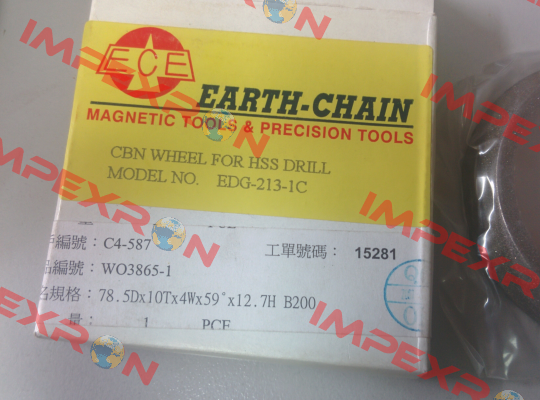 ECE
EARTH-CHAIN
MAGNETIC TOOLS & PRECISION TOOLS
CBN WHEEL FOR HSS DRILL
MODEL NO. EDG-213-1C
編號： C4-587 工單號碼： 15281
編號： WO3865-1
規格： 78.5Dx10Tx4Wx59°x12.7H B200
量： 1 PCE
IMPEXRON
IMPEXRON
IMPEXRON
IMPEXRON
IMPEXRON
IMPEXRON